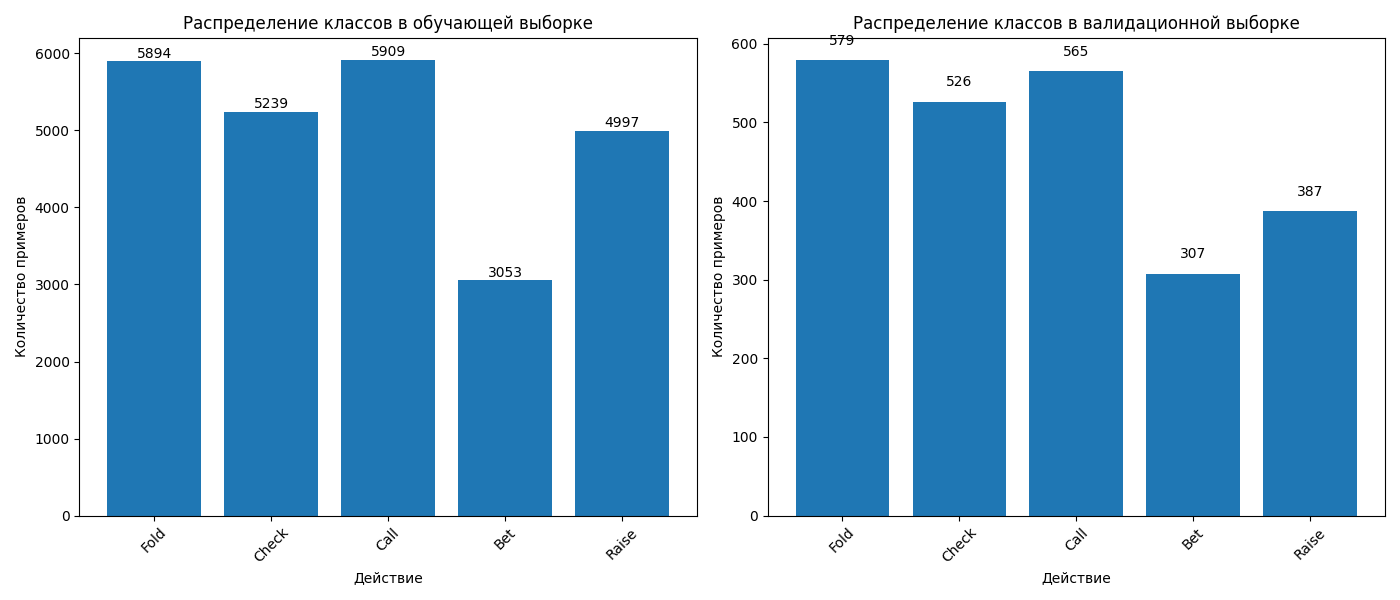 Распределение классов в обучающей выборке
Количество примеров
6000
5000
4000
3000
2000
1000
0
5894
5239
5909
3053
4997
Fold
Check
Call
Bet
Raise
Действие
Распределение классов в валидационной выборке
Количество примеров
600
500
400
300
200
100
0
579
526
565
307
387
Fold
Check
Call
Bet
Raise
Действие